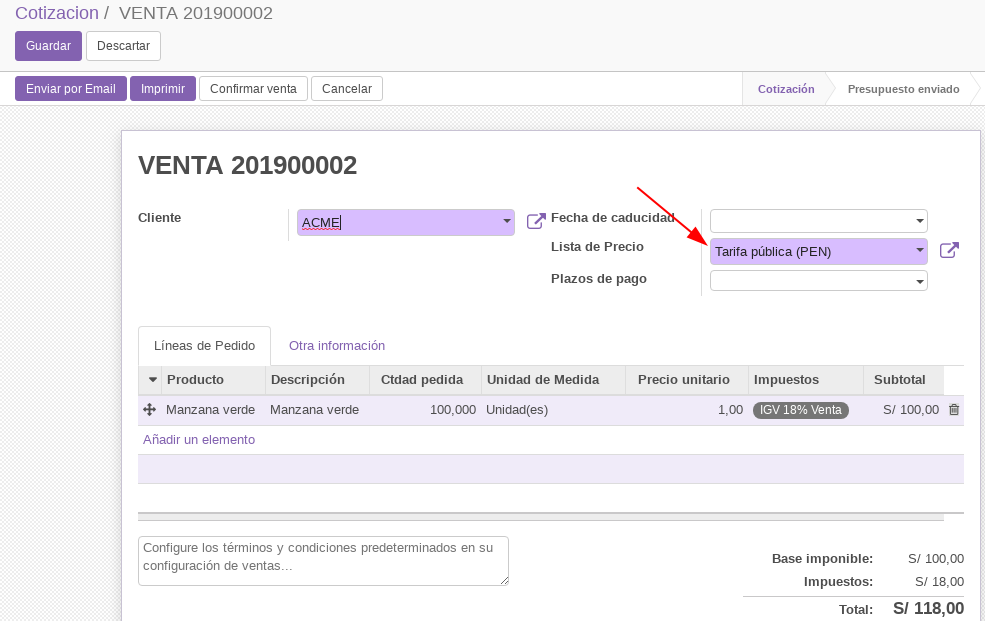 Cotizacion / VENTA 201900002
Guardar Descartar
Enviar por Email Imprimir Confirmar venta Cancelar Cotización Presupuesto enviado
VENTA 201900002
Cliente ACME Fecha de caducidad
Lista de Precio Tarifa pública (PEN)
Plazos de pago
Líneas de Pedido Otra información
Producto Descripción Ctdad pedida Unidad de Medida Precio unitario Impuestos Subtotal
Manzana verde Manzana verde 100,000 Unidad(es) 1,00 IGV 18% Venta S/ 100,00
Añadir un elemento
Configure los términos y condiciones predeterminados en su
configuración de ventas...
Base imponible: S/ 100,00
Impuestos: S/ 18,00
Total: S/ 118,00